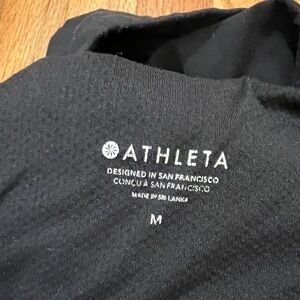 ATHLETA
DESIGNED IN SAN FRANCISCO
CONÇU À SAN FRANCISCO
MADE IN SRI LANKA
M